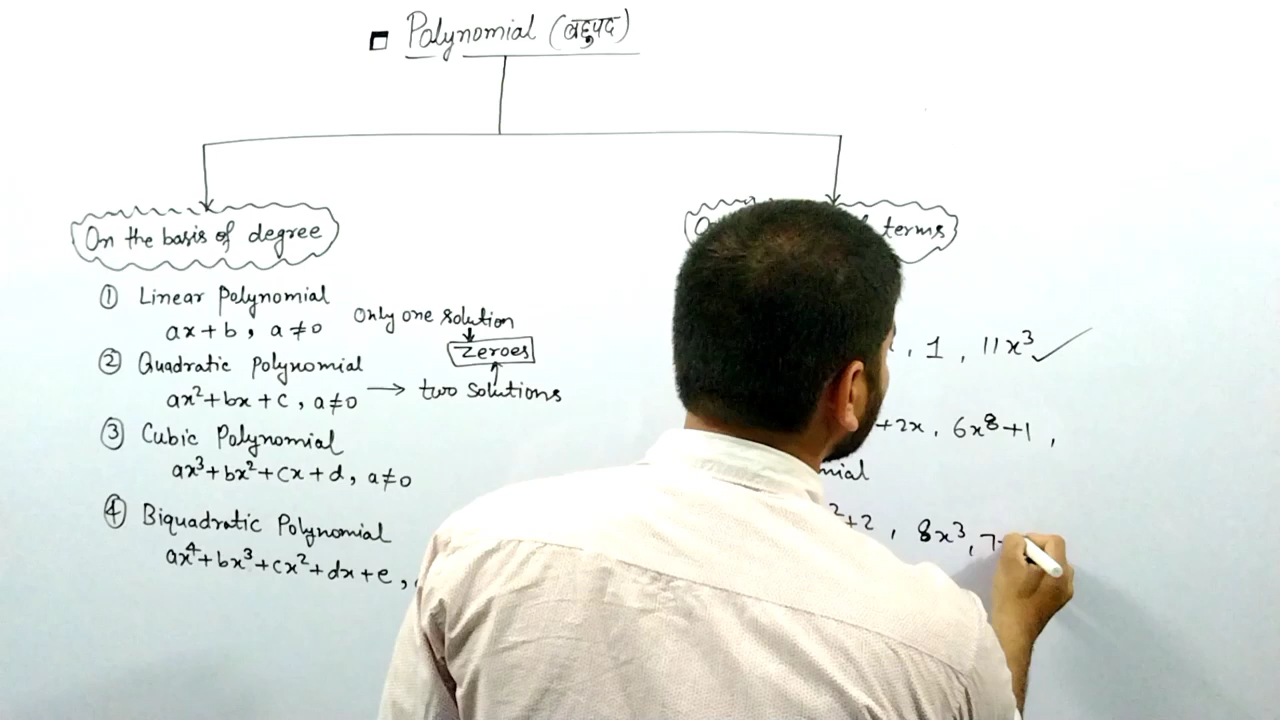 Polynomial (बहुपद)
On the basis of degree
① Linear Polynomial
ax + b , a ≠ 0
Only one solution
Zeroes
② Quadratic Polynomial
ax² + bx + c , a ≠ 0 → two solutions
③ Cubic Polynomial
ax³ + bx² + cx + d , a ≠ 0
④ Biquadratic Polynomial
ax⁴ + bx³ + cx² + dx + e ,
terms
, 1 , 11x³ ✓
+ 2x , 6x⁸ + 1 ,
² + 2 , 8x³ , 7